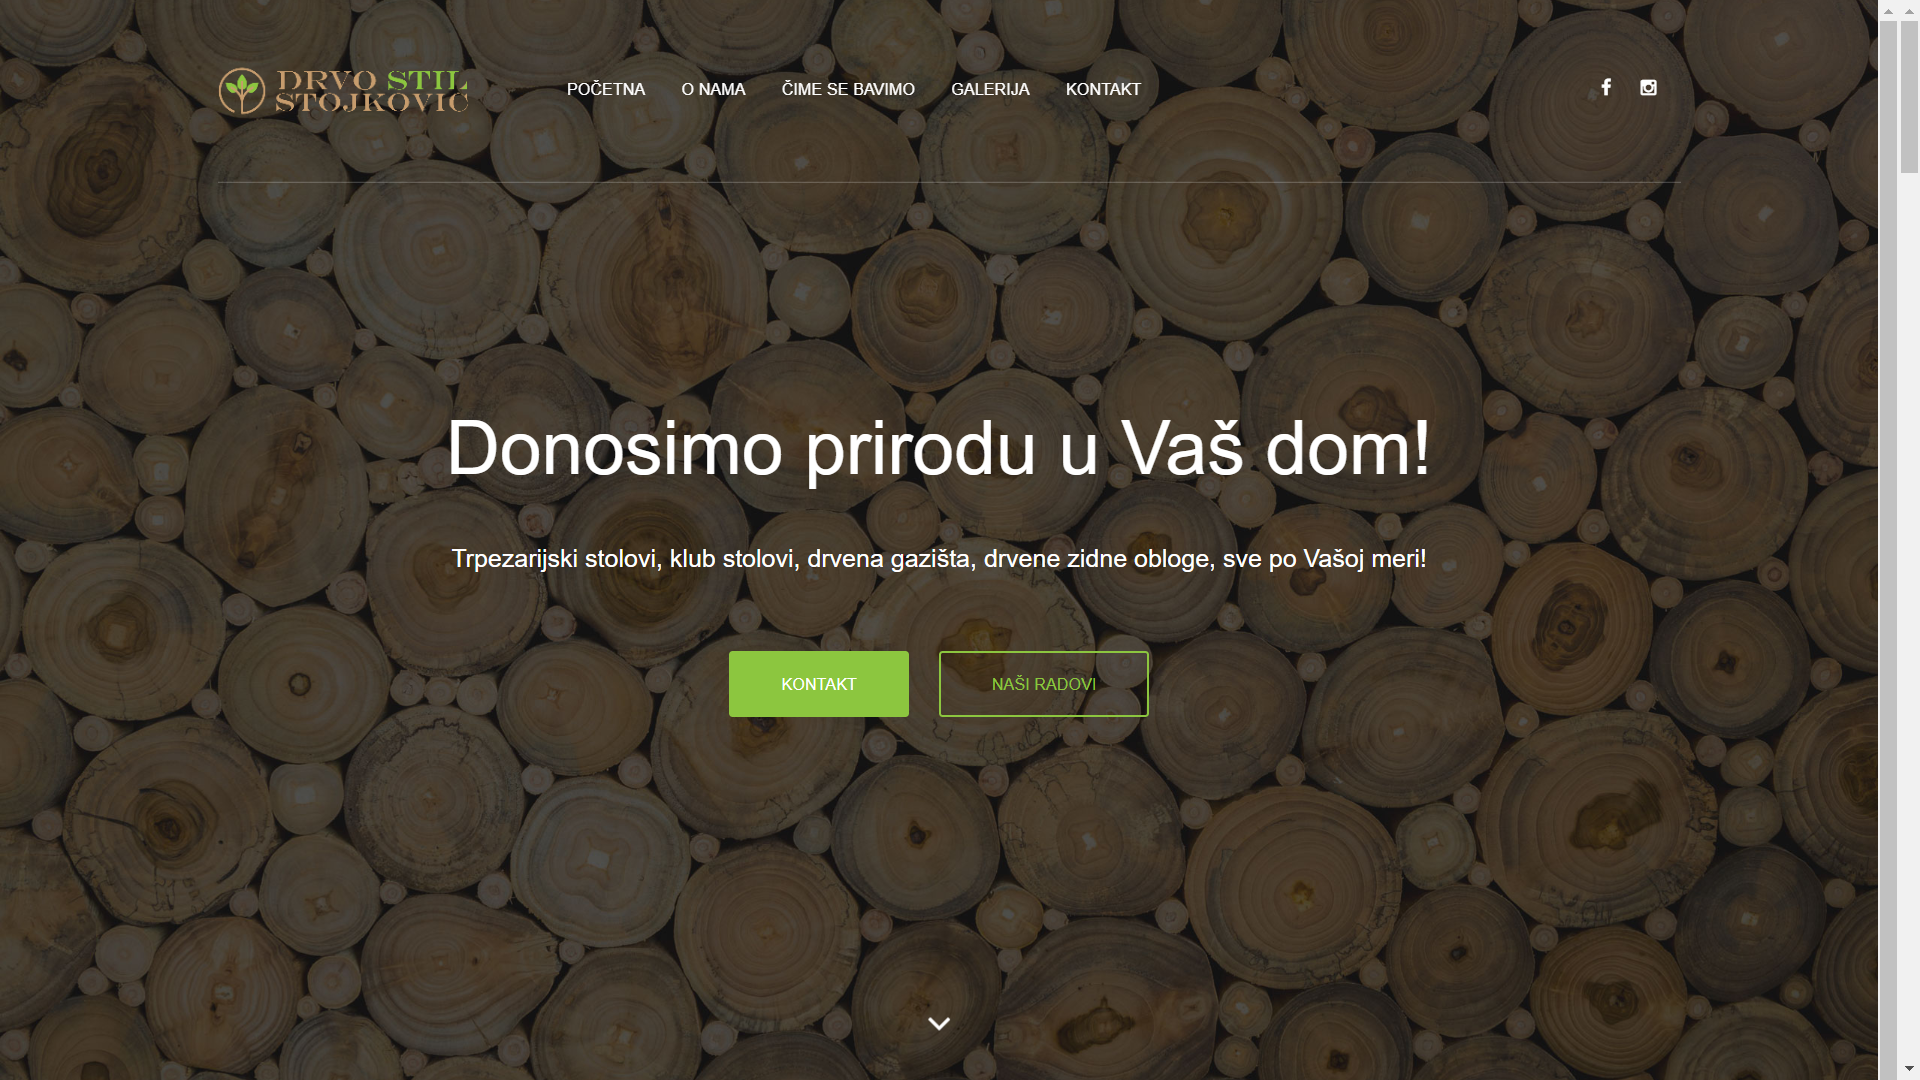 DRVO STIL
STOJKOVIĆ
POČETNA
O NAMA
ČIME SE BAVIMO
GALERIJA
KONTAKT
Donosimo prirodu u Vaš dom!
Trpezarijski stolovi, klub stolovi, drvena gazišta, drvene zidne obloge, sve po Vašoj meri!
KONTAKT
NAŠI RADOVI